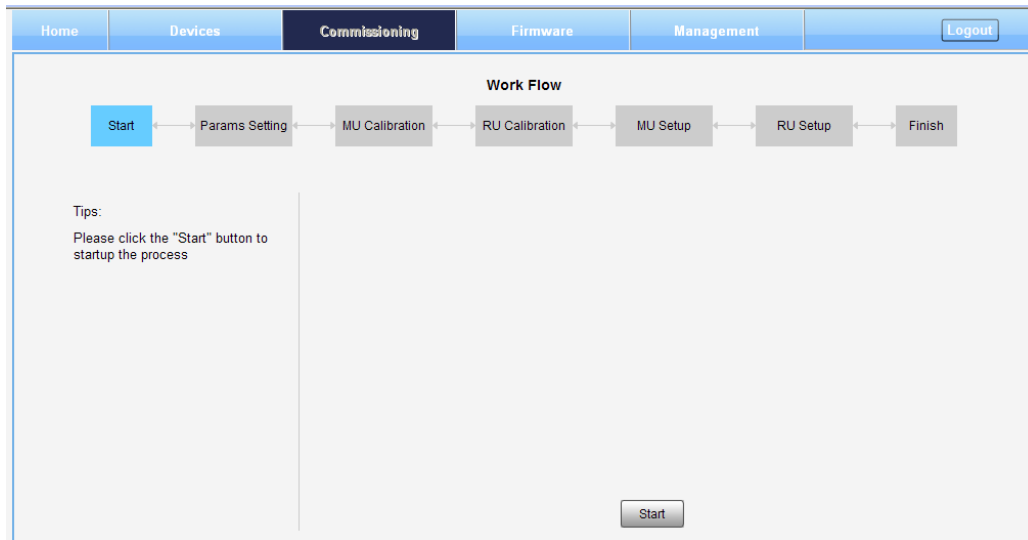 Home Devices Commissioning Firmware Management Logout
Work Flow
Start Params Setting MU Calibration RU Calibration MU Setup RU Setup Finish
Tips:
Please click the "Start" button to
startup the process
Start